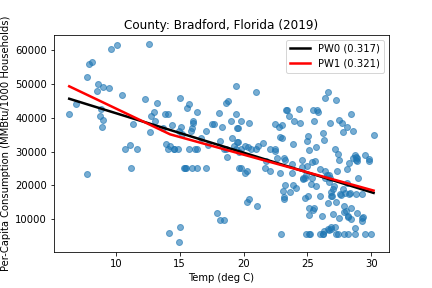 County: Bradford, Florida (2019)
Per-Capita Consumption (MMBtu/1000 Households)
60000
50000
40000
30000
20000
10000
PW0 (0.317)
PW1 (0.321)
10
15
20
25
30
Temp (deg C)